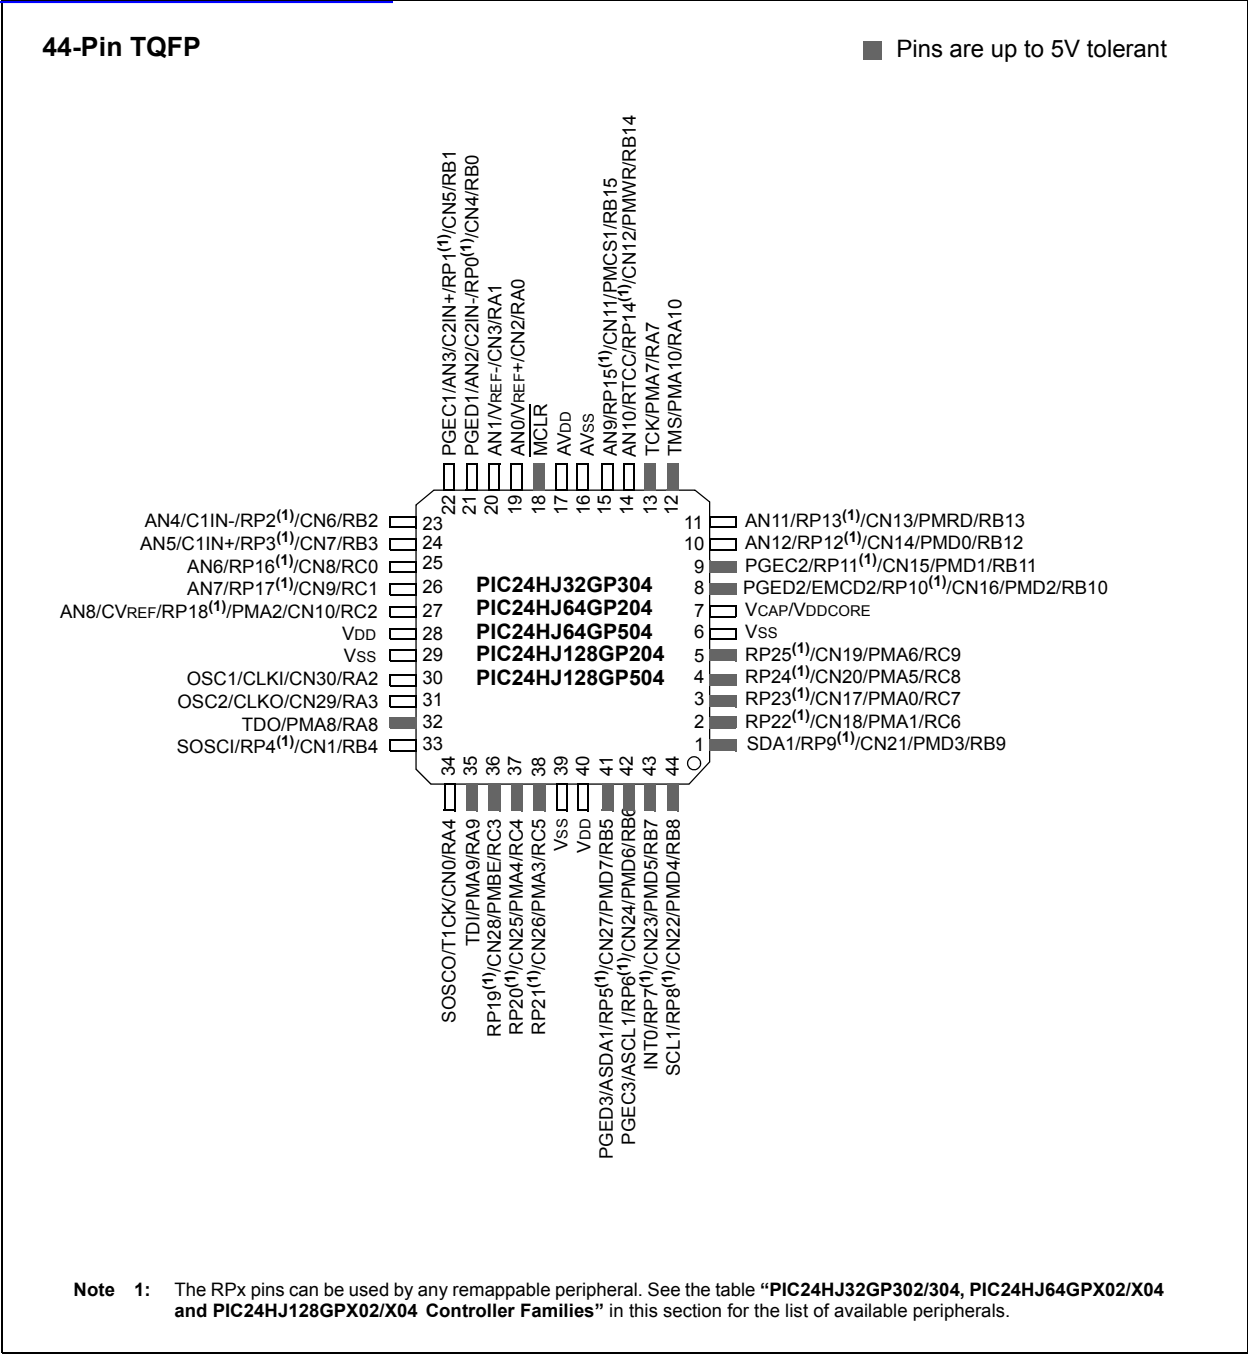 44-Pin TQFP
Pins are up to 5V tolerant
PGEC1/AN3/C2IN+/RP1(1)/CN5/RB1
PGED1/AN2/C2IN-/RP0(1)/CN4/RB0
AN1/VREF-/CN3/RA1
AN0/VREF+/CN2/RA0
MCLR
AVDD
AVSS
AN9/RP15(1)/CN11/PMCS1/RB15
AN10/RTCC/RP14(1)/CN12/PMWR/RB14
TCK/PMA7/RA7
TMS/PMA10/RA10
22 21 20 19 18 17 16 15 14 13 12
AN4/C1IN-/RP2(1)/CN6/RB2 23
AN5/C1IN+/RP3(1)/CN7/RB3 24
AN6/RP16(1)/CN8/RC0 25
AN7/RP17(1)/CN9/RC1 26
AN8/CVREF/RP18(1)/PMA2/CN10/RC2 27
VDD 28
VSS 29
OSC1/CLKI/CN30/RA2 30
OSC2/CLKO/CN29/RA3 31
TDO/PMA8/RA8 32
SOSCI/RP4(1)/CN1/RB4 33
PIC24HJ32GP304
PIC24HJ64GP204
PIC24HJ64GP504
PIC24HJ128GP204
PIC24HJ128GP504
11 AN11/RP13(1)/CN13/PMRD/RB13
10 AN12/RP12(1)/CN14/PMD0/RB12
9 PGEC2/RP11(1)/CN15/PMD1/RB11
8 PGED2/EMCD2/RP10(1)/CN16/PMD2/RB10
7 VCAP/VDDCORE
6 VSS
5 RP25(1)/CN19/PMA6/RC9
4 RP24(1)/CN20/PMA5/RC8
3 RP23(1)/CN17/PMA0/RC7
2 RP22(1)/CN18/PMA1/RC6
1 SDA1/RP9(1)/CN21/PMD3/RB9
34 35 36 37 38 39 40 41 42 43 44
SOSCO/T1CK/CN0/RA4
TDI/PMA9/RA9
RP19(1)/CN28/PMBE/RC3
RP20(1)/CN25/PMA4/RC4
RP21(1)/CN26/PMA3/RC5
VSS
VDD
PGED3/ASDA1/RP5(1)/CN27/PMD7/RB5
PGEC3/ASCL1/RP6(1)/CN24/PMD6/RB6
INT0/RP7(1)/CN23/PMD5/RB7
SCL1/RP8(1)/CN22/PMD4/RB8
Note 1: The RPx pins can be used by any remappable peripheral. See the table “PIC24HJ32GP302/304, PIC24HJ64GPX02/X04
and PIC24HJ128GPX02/X04 Controller Families” in this section for the list of available peripherals.